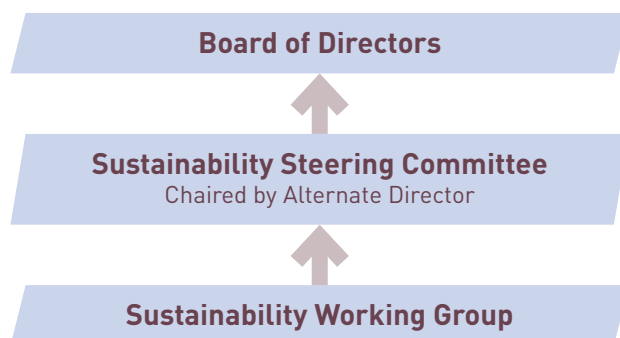 Board of Directors
Sustainability Steering Committee
Chaired by Alternate Director
Sustainability Working Group